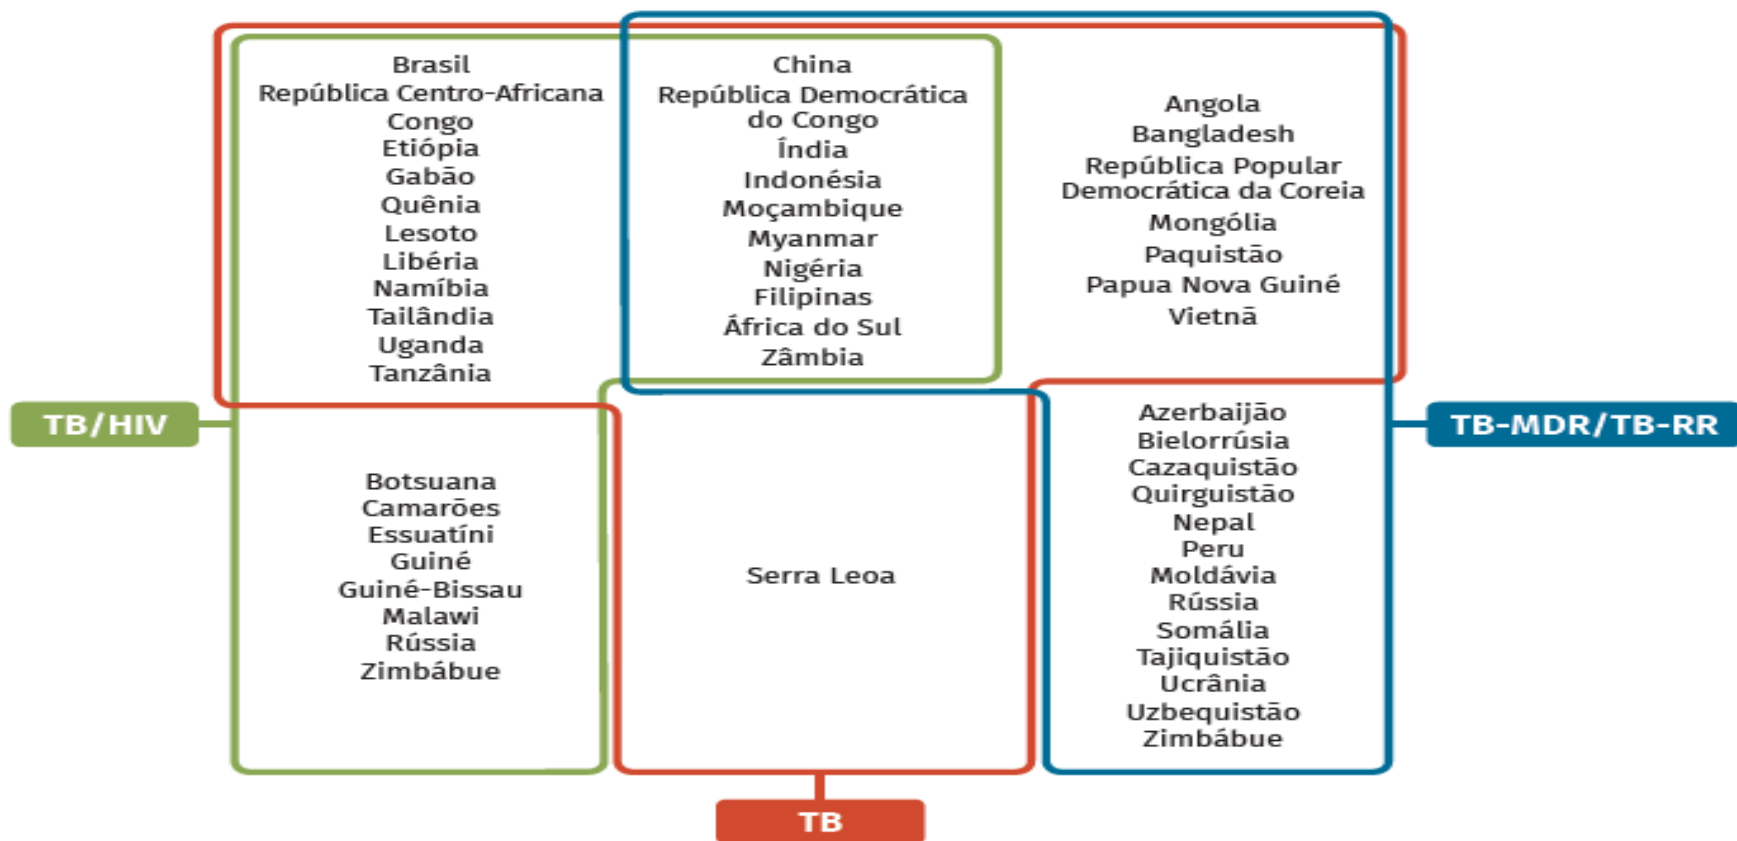 Brasil
República Centro-Africana
Congo
Etiópia
Gabão
Quênia
Lesoto
Libéria
Namíbia
Tailândia
Uganda
Tanzânia
China
República Democrática
do Congo
Índia
Indonésia
Moçambique
Myanmar
Nigéria
Filipinas
África do Sul
Zâmbia
Angola
Bangladesh
República Popular
Democrática da Coreia
Mongólia
Paquistão
Papua Nova Guiné
Vietnã
TB/HIV
TB-MDR/TB-RR
Botsuana
Camarões
Essuatíni
Guiné
Guiné-Bissau
Malawi
Rússia
Zimbábue
Serra Leoa
Azerbaijão
Bielorrúsia
Cazaquistão
Quirguistão
Nepal
Peru
Moldávia
Rússia
Somália
Tajiquistão
Ucrânia
Uzbequistão
Zimbábue
TB